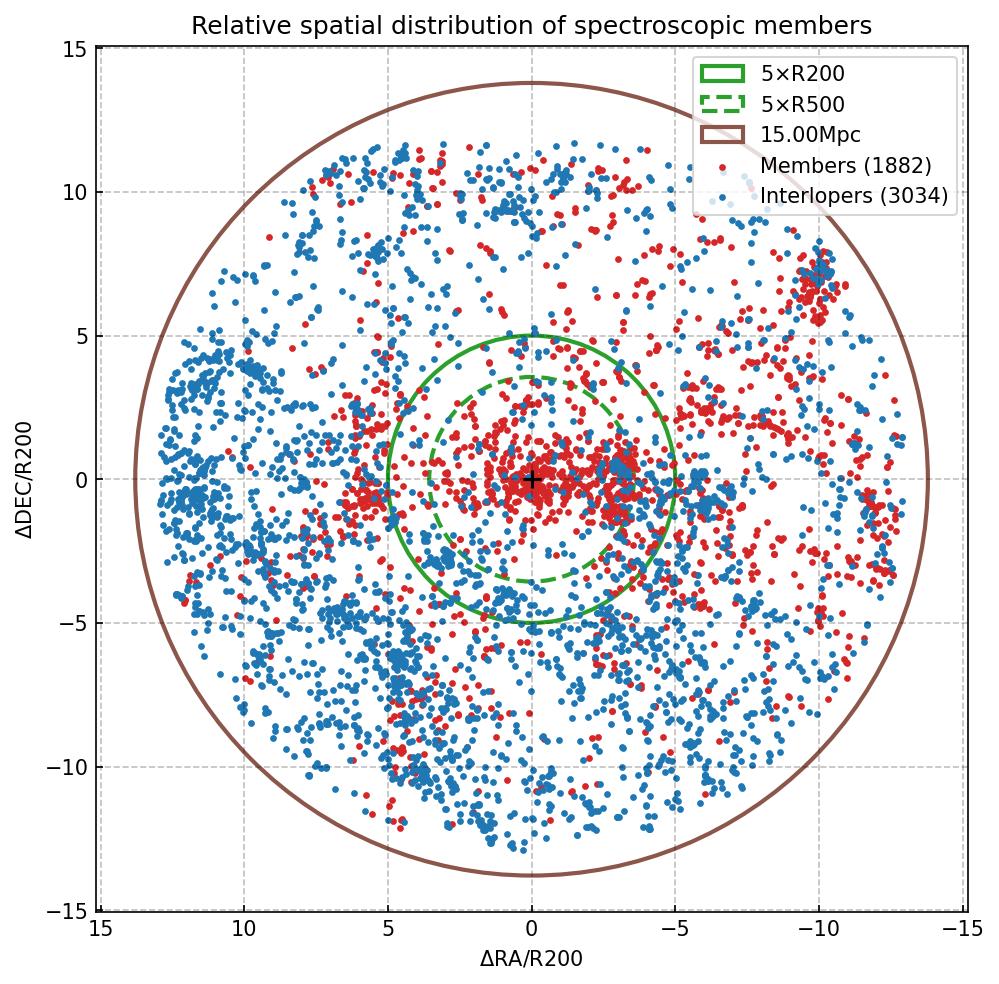 Relative spatial distribution of spectroscopic members
15
10
5
0
−5
−10
−15
ΔDEC/R200
5×R200
5×R500
15.00Mpc
Members (1882)
Interlopers (3034)
15
10
5
0
−5
−10
−15
ΔRA/R200